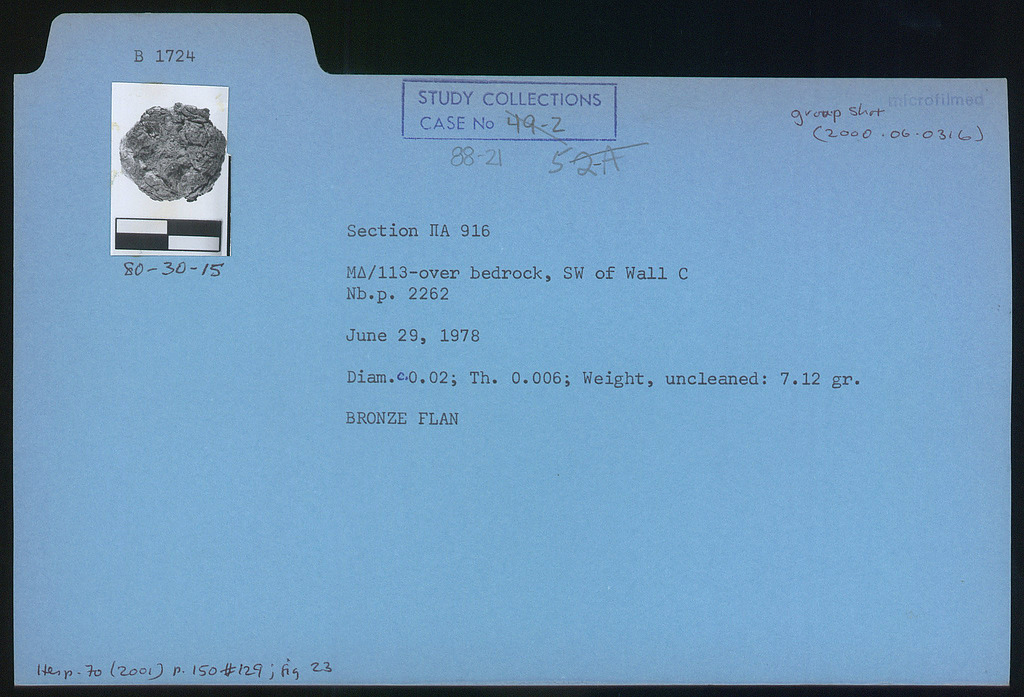 B 1724
STUDY COLLECTIONS
CASE No 49-2
88-21 52-A
microfilmed
group shot
(2000.06.0316)
80-30-15
Section ΠΑ 916
ΜΔ/113-over bedrock, SW of Wall C
Nb.p. 2262
June 29, 1978
Diam.c.0.02; Th. 0.006; Weight, uncleaned: 7.12 gr.
BRONZE FLAN
Hesp. 70 (2001) p. 150 #129; fig 23